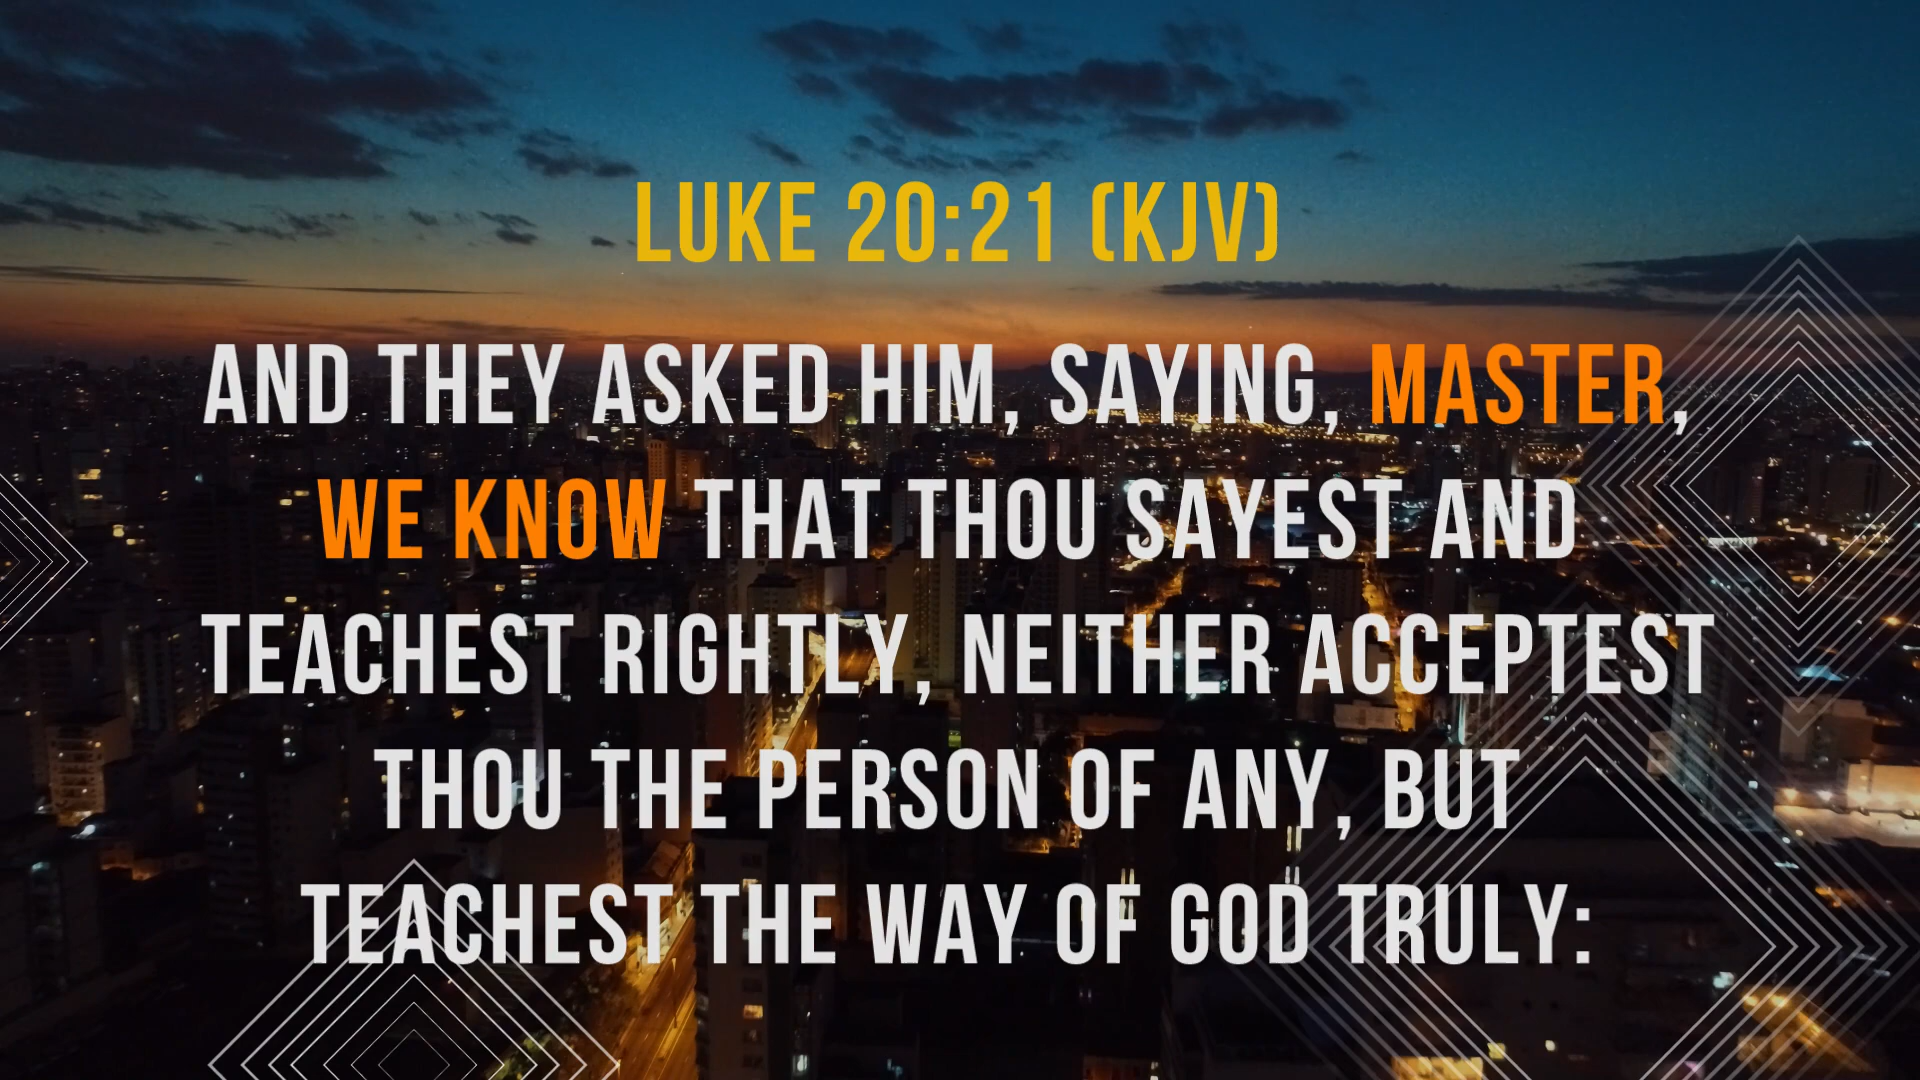 LUKE 20:21 (KJV)
AND THEY ASKED HIM, SAYING, MASTER,
WE KNOW THAT THOU SAYEST AND
TEACHEST RIGHTLY, NEITHER ACCEPTEST
THOU THE PERSON OF ANY, BUT
TEACHEST THE WAY OF GOD TRULY: